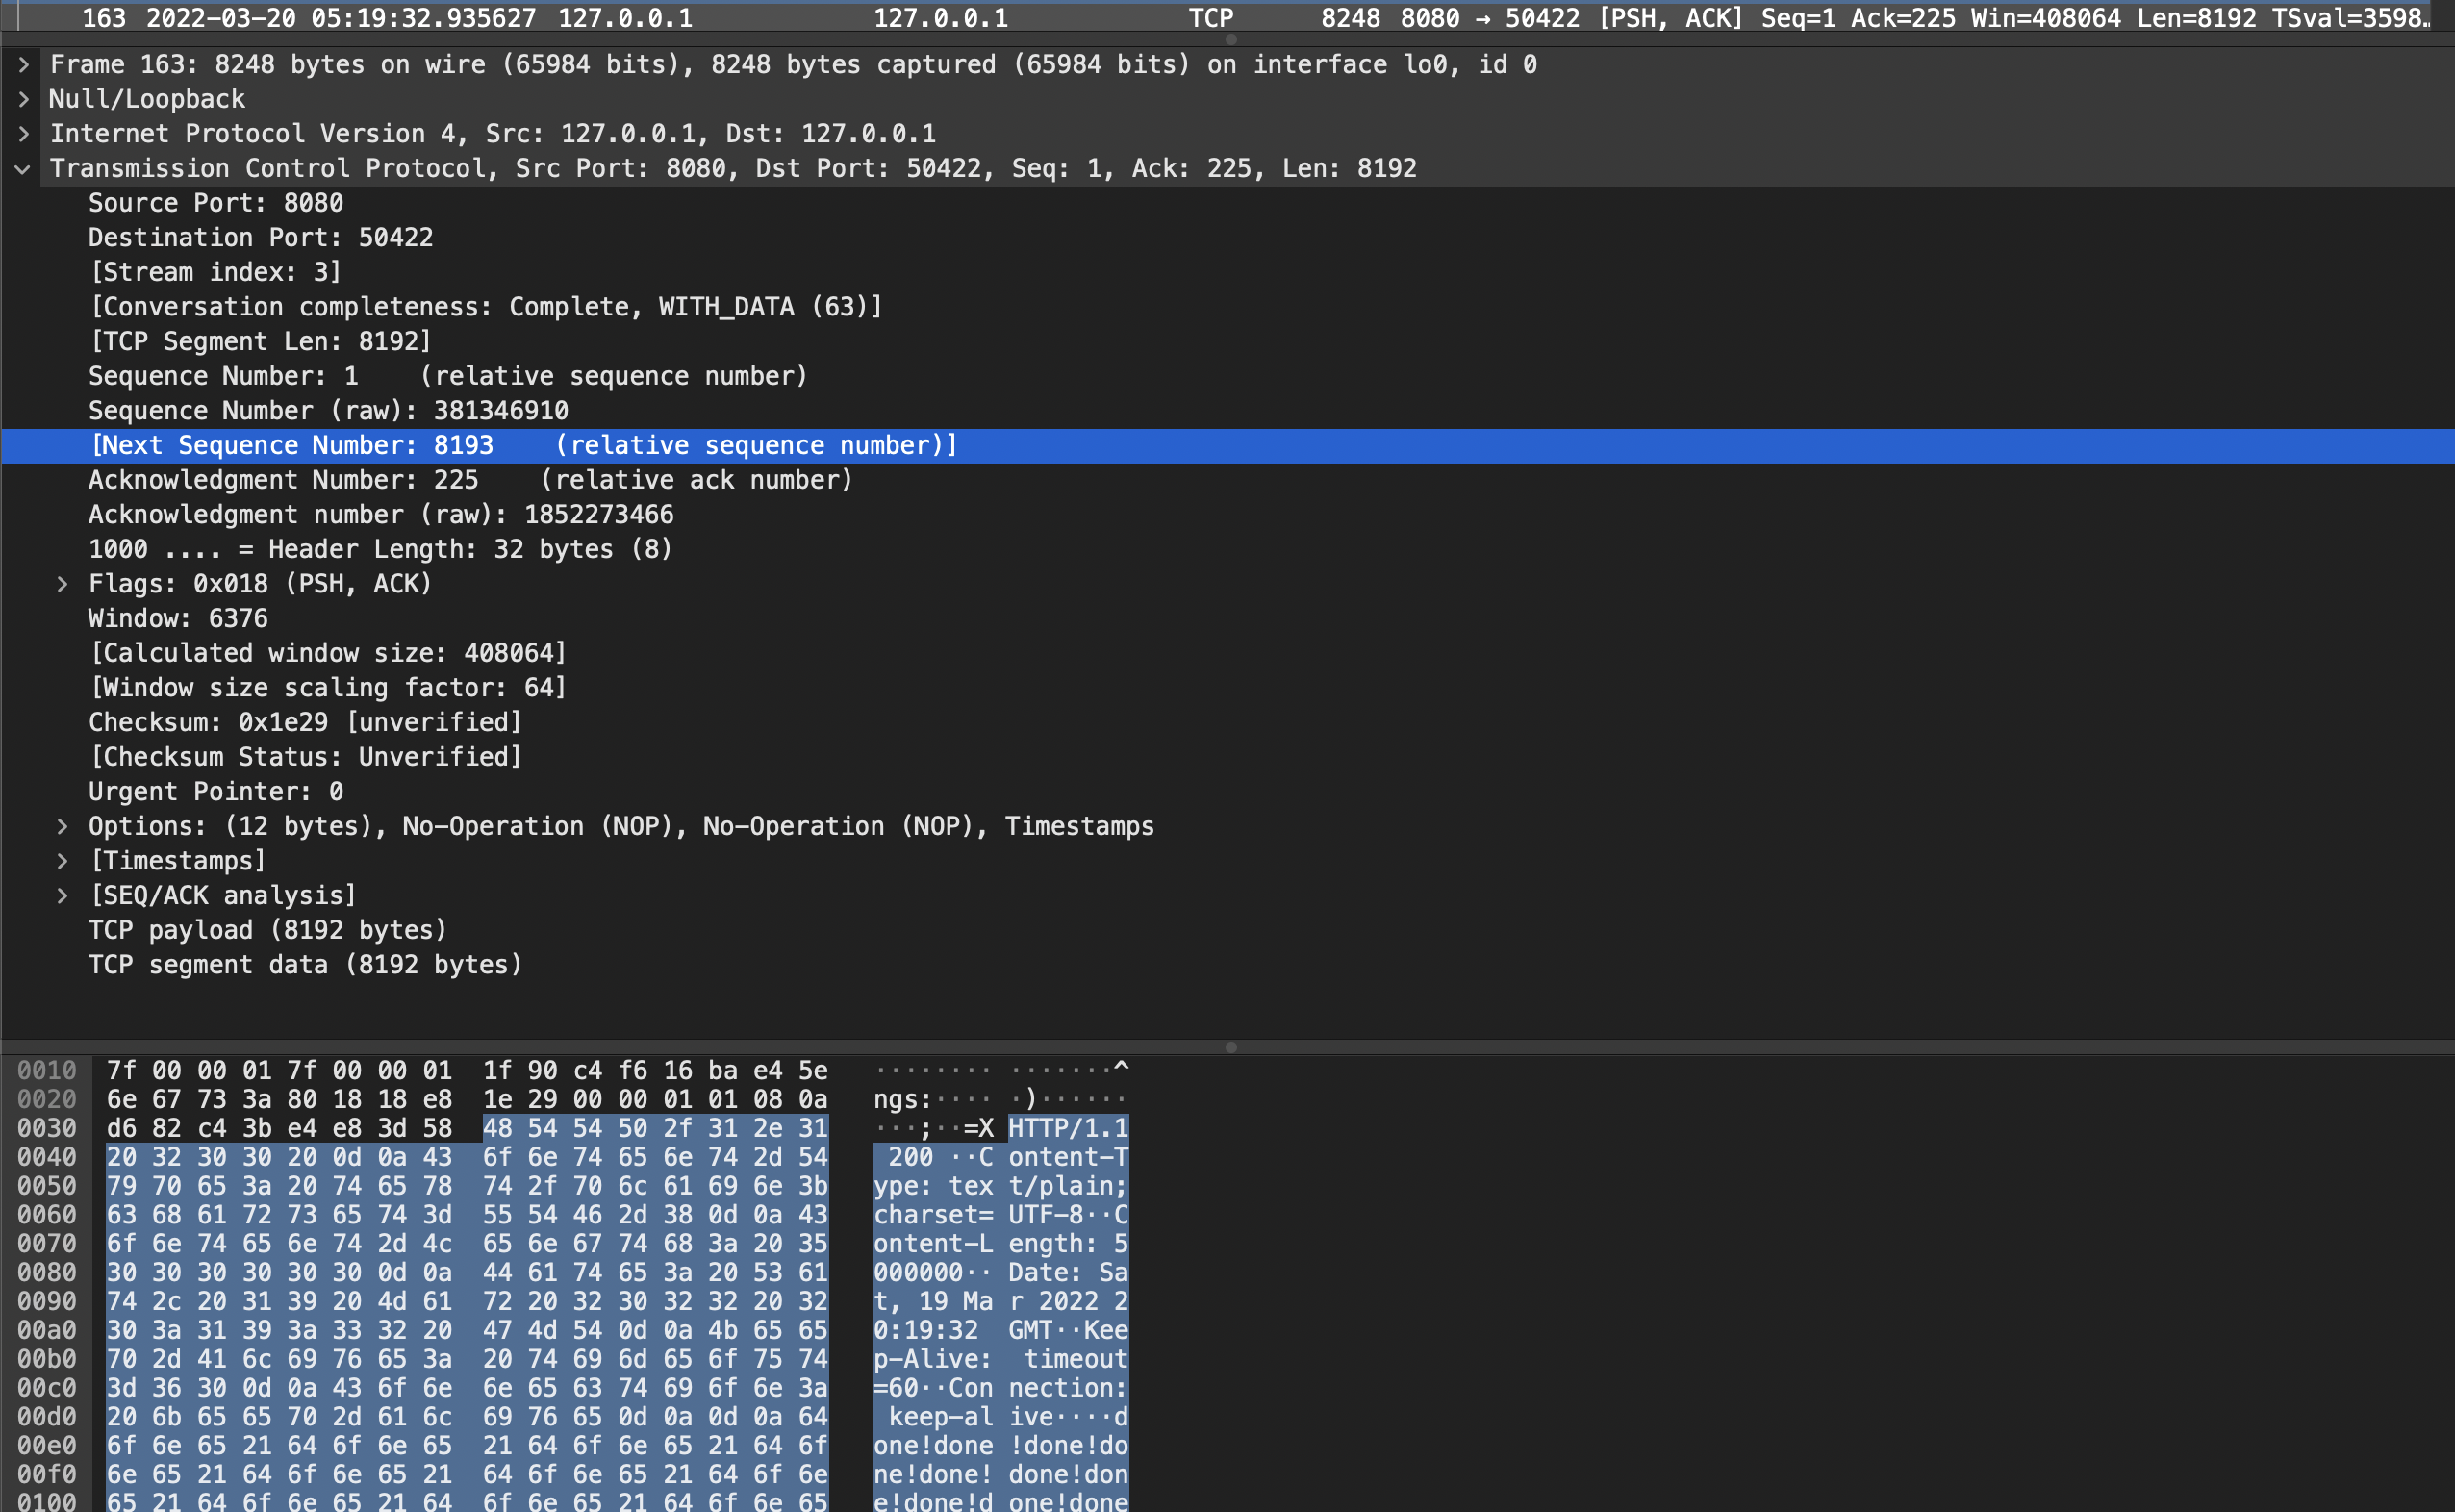 163 2022-03-20 05:19:32.935627 127.0.0.1 127.0.0.1 TCP 8248 8080 → 50422 [PSH, ACK] Seq=1 Ack=225 Win=408064 Len=8192 TSval=3598…
Frame 163: 8248 bytes on wire (65984 bits), 8248 bytes captured (65984 bits) on interface lo0, id 0
Null/Loopback
Internet Protocol Version 4, Src: 127.0.0.1, Dst: 127.0.0.1
Transmission Control Protocol, Src Port: 8080, Dst Port: 50422, Seq: 1, Ack: 225, Len: 8192
Source Port: 8080
Destination Port: 50422
[Stream index: 3]
[Conversation completeness: Complete, WITH_DATA (63)]
[TCP Segment Len: 8192]
Sequence Number: 1    (relative sequence number)
Sequence Number (raw): 381346910
[Next Sequence Number: 8193    (relative sequence number)]
Acknowledgment Number: 225    (relative ack number)
Acknowledgment number (raw): 1852273466
1000 .... = Header Length: 32 bytes (8)
Flags: 0x018 (PSH, ACK)
Window: 6376
[Calculated window size: 408064]
[Window size scaling factor: 64]
Checksum: 0x1e29 [unverified]
[Checksum Status: Unverified]
Urgent Pointer: 0
Options: (12 bytes), No-Operation (NOP), No-Operation (NOP), Timestamps
[Timestamps]
[SEQ/ACK analysis]
TCP payload (8192 bytes)
TCP segment data (8192 bytes)
0010 7f 00 00 01 7f 00 00 01 1f 90 c4 f6 16 ba e4 5e ········ ·······^
0020 6e 67 73 3a 80 18 18 e8 1e 29 00 00 01 01 08 0a ngs:···· ·)······
0030 d6 82 c4 3b e4 e8 3d 58 48 54 54 50 2f 31 2e 31 ···;··=X HTTP/1.1
0040 20 32 30 30 20 0d 0a 43 6f 6e 74 65 6e 74 2d 54 200 ··C ontent-T
0050 79 70 65 3a 20 74 65 78 74 2f 70 6c 61 69 6e 3b ype: tex t/plain;
0060 63 68 61 72 73 65 74 3d 55 54 46 2d 38 0d 0a 43 charset= UTF-8··C
0070 6f 6e 74 65 6e 74 2d 4c 65 6e 67 74 68 3a 20 35 ontent-L ength: 5
0080 30 30 30 30 30 30 0d 0a 44 61 74 65 3a 20 53 61 000000·· Date: Sa
0090 74 2c 20 31 39 20 4d 61 72 20 32 30 32 32 20 32 t, 19 Ma r 2022 2
00a0 30 3a 31 39 3a 33 32 20 47 4d 54 0d 0a 4b 65 65 0:19:32 GMT··Kee
00b0 70 2d 41 6c 69 76 65 3a 20 74 69 6d 65 6f 75 74 p-Alive: timeout
00c0 3d 36 30 0d 0a 43 6f 6e 6e 65 63 74 69 6f 6e 3a =60··Con nection:
00d0 20 6b 65 65 70 2d 61 6c 69 76 65 0d 0a 0d 0a 64 keep-al ive····d
00e0 6f 6e 65 21 64 6f 6e 65 21 64 6f 6e 65 21 64 6f one!done !done!do
00f0 6e 65 21 64 6f 6e 65 21 64 6f 6e 65 21 64 6f 6e ne!done! done!don
0100 65 21 64 6f 6e 65 21 64 6f 6e 65 21 64 6f 6e 65 e!done!d one!done